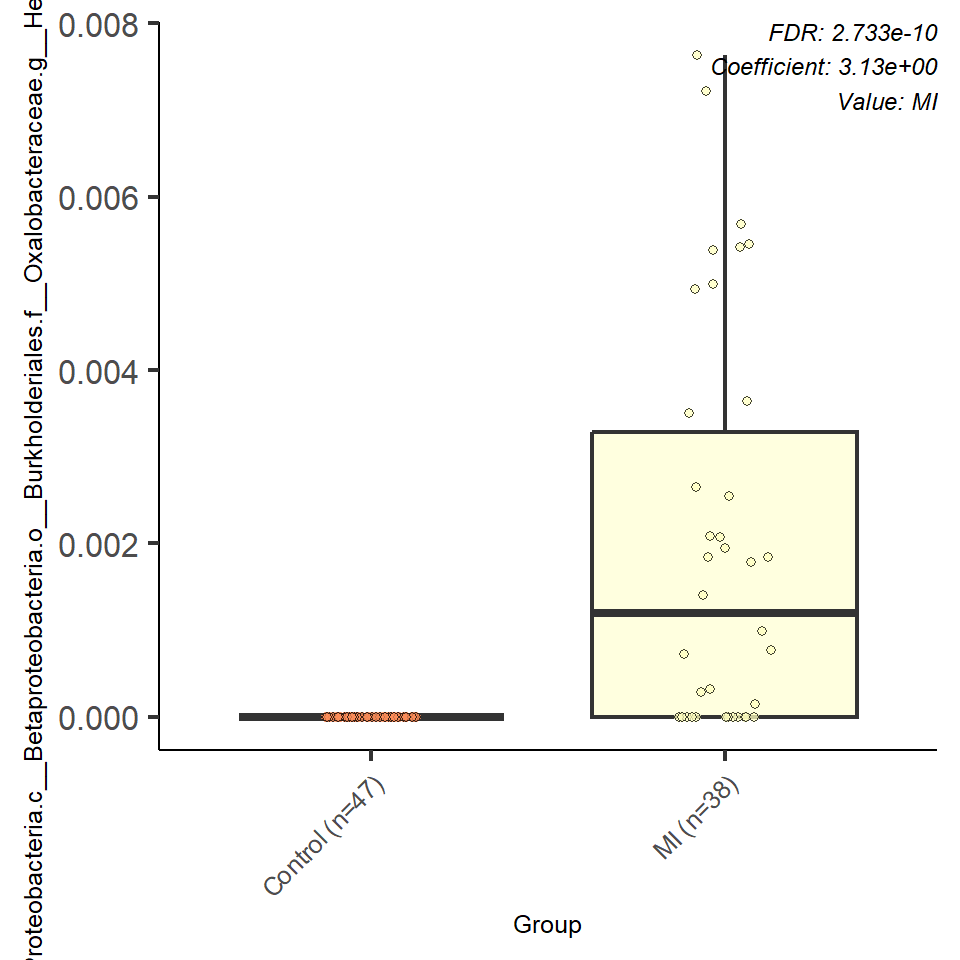 Proteobacteria.c__Betaproteobacteria.o__Burkholderiales.f__Oxalobacteraceae.g__He
0.008
0.006
0.004
0.002
0.000
FDR: 2.733e-10
Coefficient: 3.13e+00
Value: MI
Control (n=47)
MI (n=38)
Group